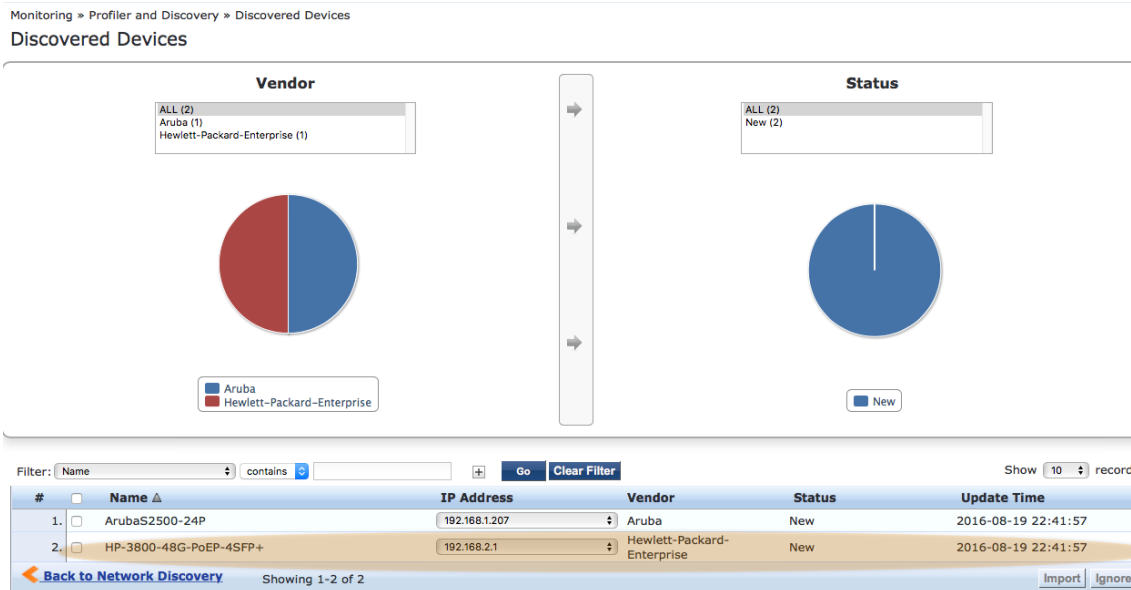 Monitoring » Profiler and Discovery » Discovered Devices
Discovered Devices
Vendor
ALL (2)
Aruba (1)
Hewlett-Packard-Enterprise (1)
Aruba
Hewlett-Packard-Enterprise
Status
ALL (2)
New (2)
New
Filter: Name contains + Go Clear Filter Show 10 record
# Name IP Address Vendor Status Update Time
1. ArubaS2500-24P 192.168.1.207 Aruba New 2016-08-19 22:41:57
2. HP-3800-48G-PoEP-4SFP+ 192.168.2.1 Hewlett-Packard-
Enterprise New 2016-08-19 22:41:57
Back to Network Discovery Showing 1-2 of 2 Import Ignore